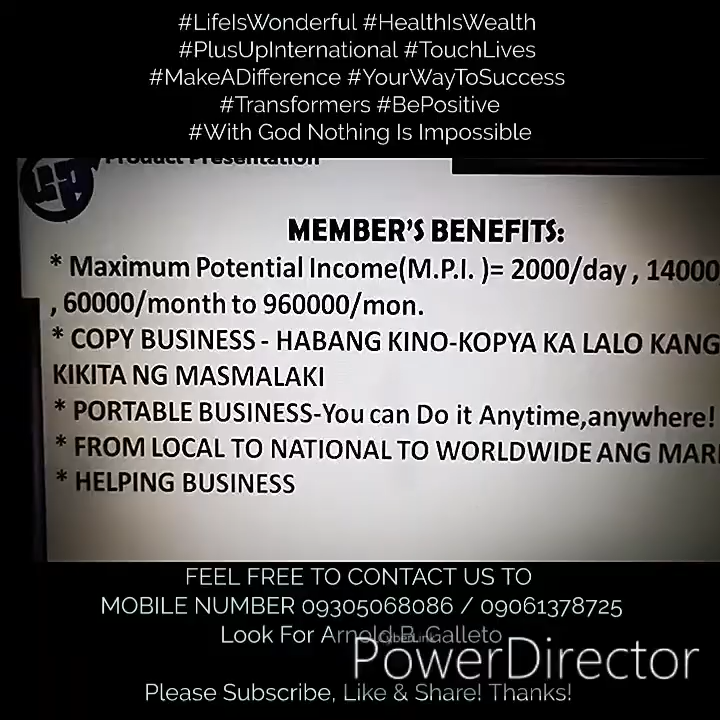 #LifeIsWonderful #HealthIsWealth
#PlusUpInternational #TouchLives
#MakeADifference #YourWayToSuccess
#Transformers #BePositive
#With God Nothing Is Impossible
Product Presentation
MEMBER'S BENEFITS:
* Maximum Potential Income(M.P.I. )= 2000/day , 14000
, 60000/month to 960000/mon.
* COPY BUSINESS - HABANG KINO-KOPYA KA LALO KANG
KIKITA NG MASMALAKI
* PORTABLE BUSINESS-You can Do it Anytime,anywhere!
* FROM LOCAL TO NATIONAL TO WORLDWIDE ANG MAR
* HELPING BUSINESS
FEEL FREE TO CONTACT US TO
MOBILE NUMBER 09305068086 / 09061378725
Look For Arnold B. Galleto
CyberLink
PowerDirector
Please Subscribe, Like & Share! Thanks!